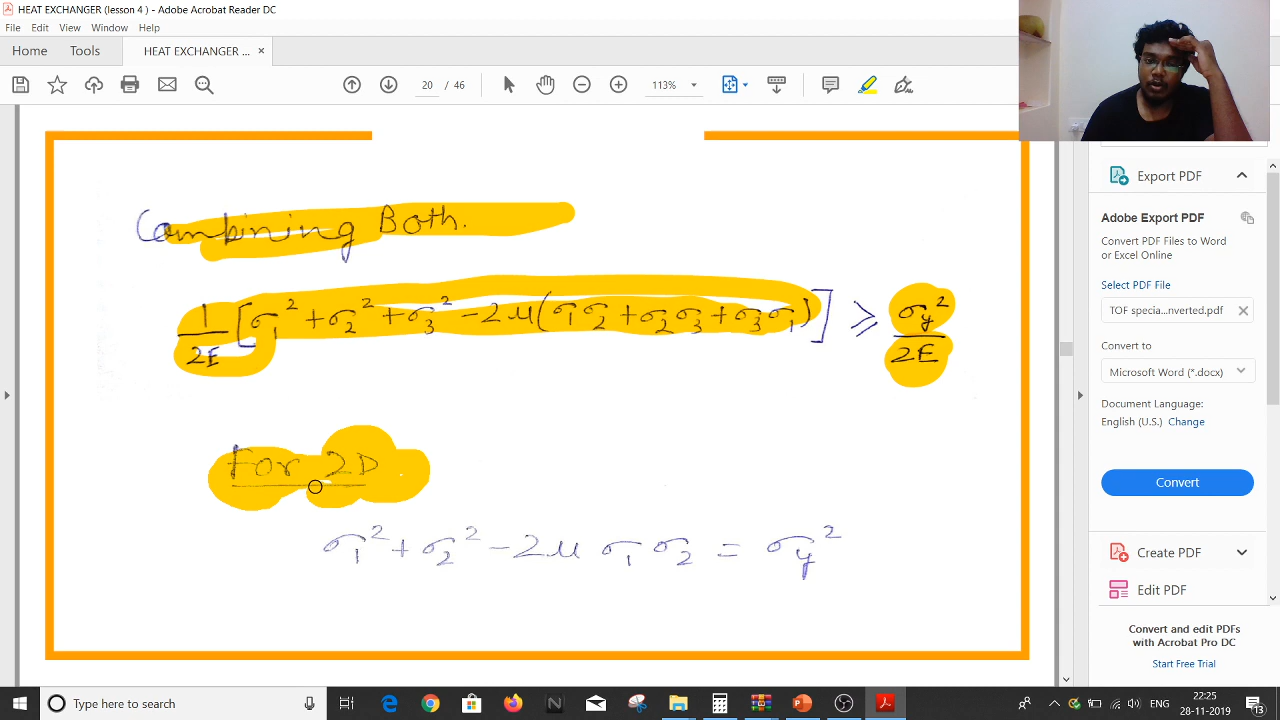 HEAT EXCHANGER (lesson 4 ) - Adobe Acrobat Reader DC
File Edit View Window Help
Home Tools HEAT EXCHANGER ... ×
20 / 46 113%
Combining Both.
1/2E [σ₁² + σ₂² + σ₃² - 2μ(σ₁σ₂ + σ₂σ₃ + σ₃σ₁)] ⩾ σy²/2E
For 2D
σ₁² + σ₂² - 2μ σ₁ σ₂ = σy²
Export PDF
Adobe Export PDF
Convert PDF Files to Word
or Excel Online
Select PDF File
TOF specia...nverted.pdf
Convert to
Microsoft Word (*.docx)
Document Language:
English (U.S.) Change
Convert
Create PDF
Edit PDF
Convert and edit PDFs
with Acrobat Pro DC
Start Free Trial
Type here to search
ENG
22:25
28-11-2019
13